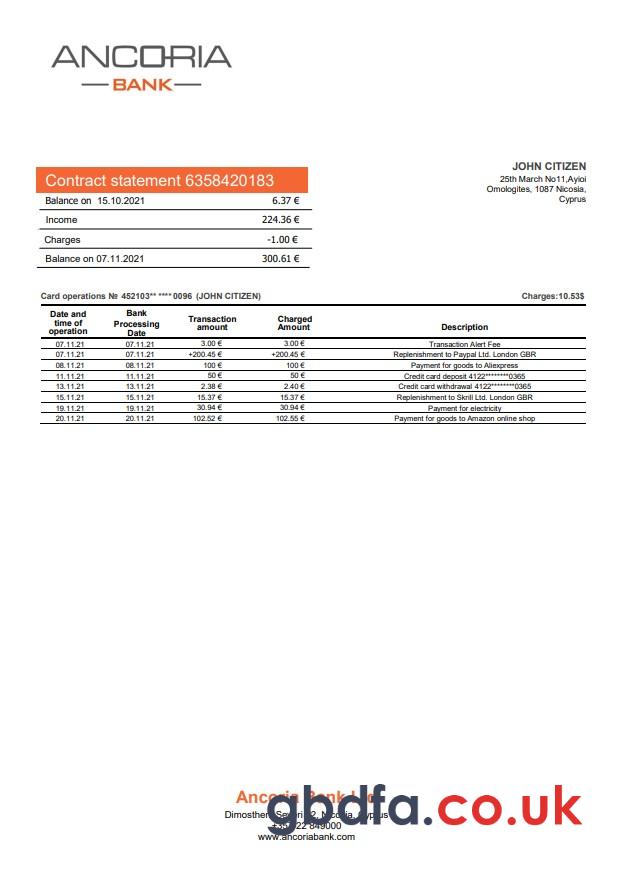 ANCORIA
BANK
JOHN CITIZEN
25th March No11,Ayioi
Omologites, 1087 Nicosia,
Cyprus
Contract statement 6358420183
Balance on 15.10.2021 6.37 €
Income 224.36 €
Charges -1.00 €
Balance on 07.11.2021 300.61 €
Card operations № 452103** ****0096 (JOHN CITIZEN) Charges:10.53$
Date and time of operation Bank Processing Date Transaction amount Charged Amount Description
07.11.21 07.11.21 3.00 € 3.00 € Transaction Alert Fee
07.11.21 07.11.21 +200.45 € +200.45 € Replenishment to Paypal Ltd. London GBR
08.11.21 08.11.21 100 € 100 € Payment for goods to Aliexpress
11.11.21 11.11.21 50 € 50 € Credit card deposit 4122********0365
13.11.21 13.11.21 2.38 € 2.40 € Credit card withdrawal 4122********0365
15.11.21 15.11.21 15.37 € 15.37 € Replenishment to Skrill Ltd. London GBR
19.11.21 19.11.21 30.94 € 30.94 € Payment for electricity
20.11.21 20.11.21 102.52 € 102.55 € Payment for goods to Amazon online shop
Ancoria Bank
gbdfa.co.uk
Nicosia, Cyprus
849000
www.ancoriabank.com